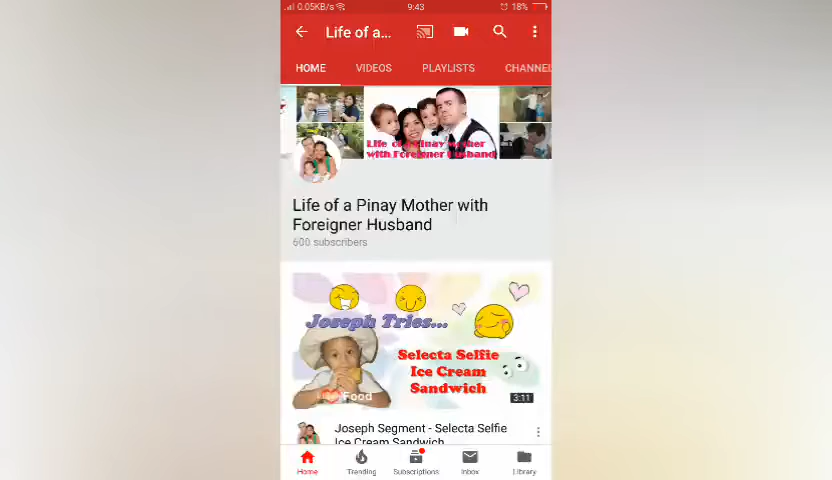 0.05KB/s 9:43 18%
Life of a...
HOME VIDEOS PLAYLISTS CHANNEL
Life of a Pinay mother
with Foreigner Husband
Life of a Pinay Mother with
Foreigner Husband
600 subscribers
Joseph Tries...
Selecta Selfie
Ice Cream
Sandwich
Food
3:11
Joseph Segment - Selecta Selfie
Ice Cream Sandwich
Home Trending Subscriptions Inbox Library